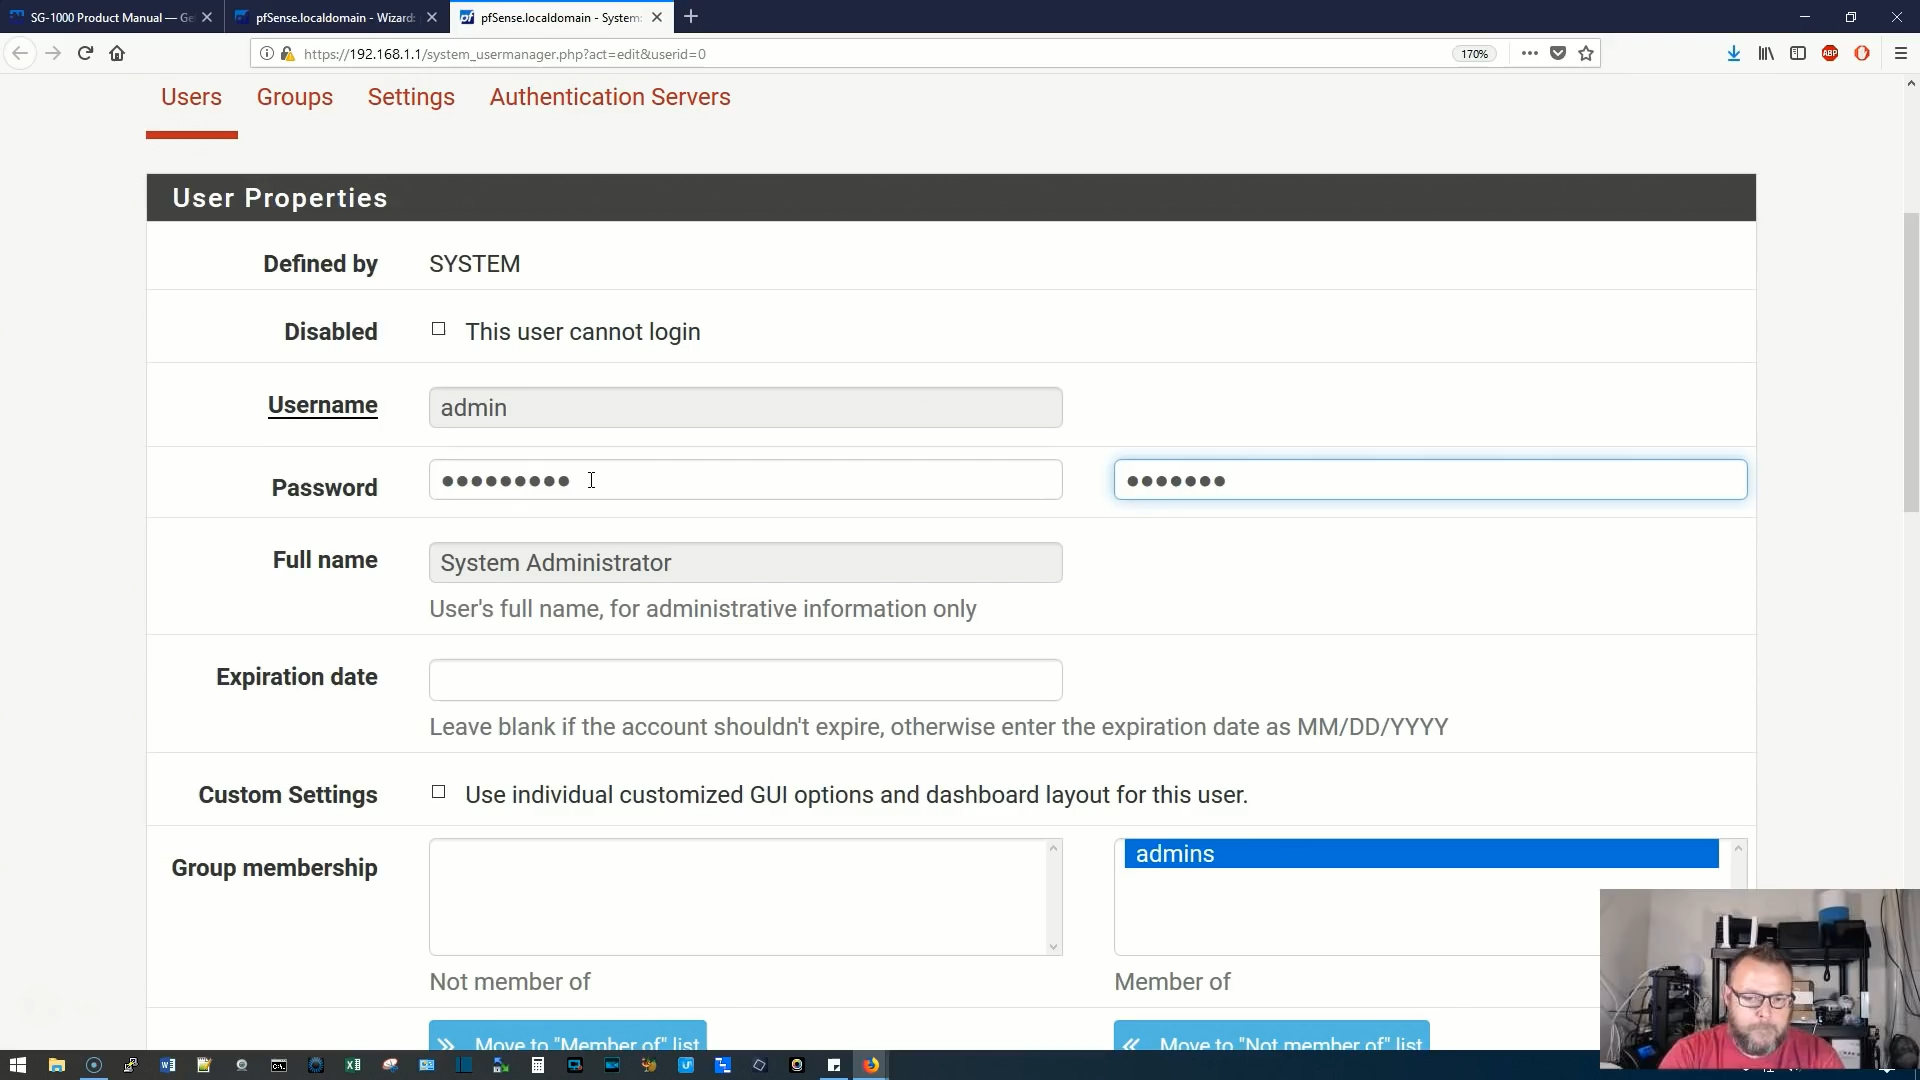 SG-1000 Product Manual — Ge
pfSense.localdomain - Wizard:
pfSense.localdomain - System:
https://192.168.1.1/system_usermanager.php?act=edit&userid=0
170%
ABP
Users
Groups
Settings
Authentication Servers
User Properties
Defined by
SYSTEM
Disabled
This user cannot login
Username
admin
Password
•••••••••
•••••••
Full name
System Administrator
User's full name, for administrative information only
Expiration date
Leave blank if the account shouldn't expire, otherwise enter the expiration date as MM/DD/YYYY
Custom Settings
Use individual customized GUI options and dashboard layout for this user.
Group membership
admins
Not member of
Member of
Move to "Member of" list
Move to "Not member of" list